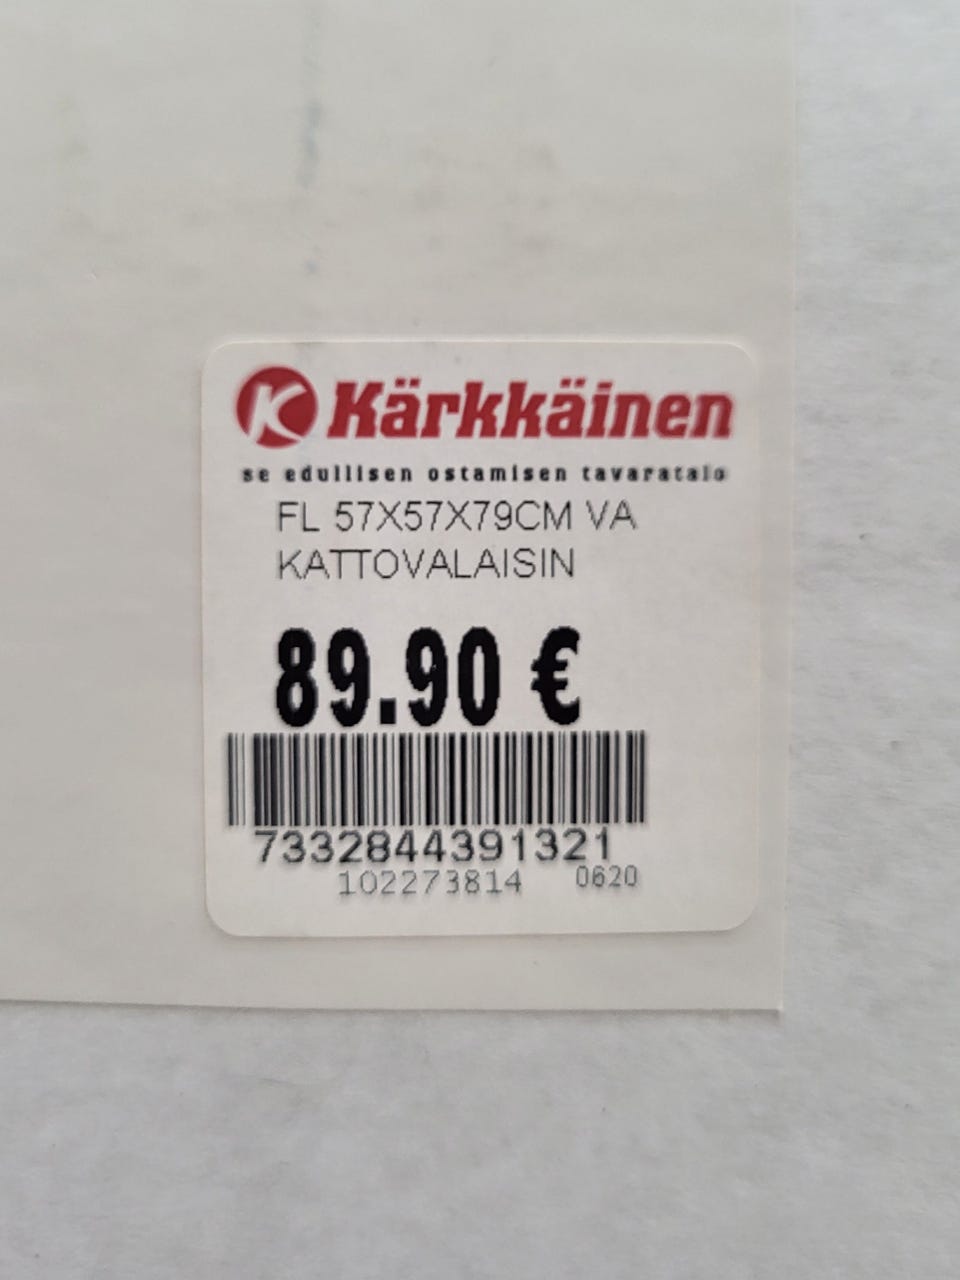 K Kärkkäinen
se edullisen ostamisen tavaratalo
FL 57X57X79CM VA
KATTOVALAISIN
89.90 €
7332844391321
102273814 0620